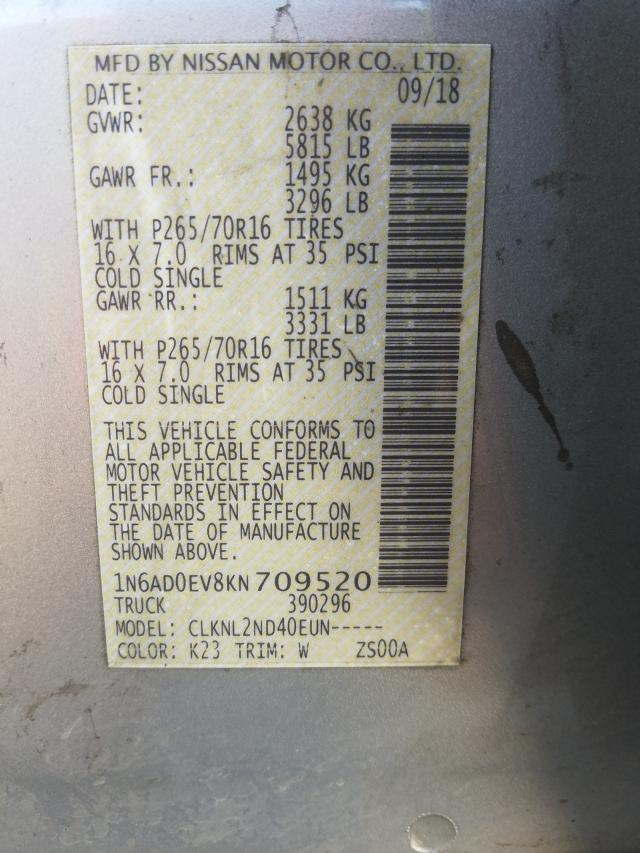 MFD BY NISSAN MOTOR CO., LTD.
DATE: 09/18
GVWR: 2638 KG
5815 LB
GAWR FR.: 1495 KG
3296 LB
WITH P265/70R16 TIRES
16 X 7.0 RIMS AT 35 PSI
COLD SINGLE
GAWR RR.: 1511 KG
3331 LB
WITH P265/70R16 TIRES
16 X 7.0 RIMS AT 35 PSI
COLD SINGLE
THIS VEHICLE CONFORMS TO
ALL APPLICABLE FEDERAL
MOTOR VEHICLE SAFETY AND
THEFT PREVENTION
STANDARDS IN EFFECT ON
THE DATE OF MANUFACTURE
SHOWN ABOVE.
1N6AD0EV8KN709520
TRUCK 390296
MODEL: CLKNL2ND40EUN-----
COLOR: K23 TRIM: W ZS00A